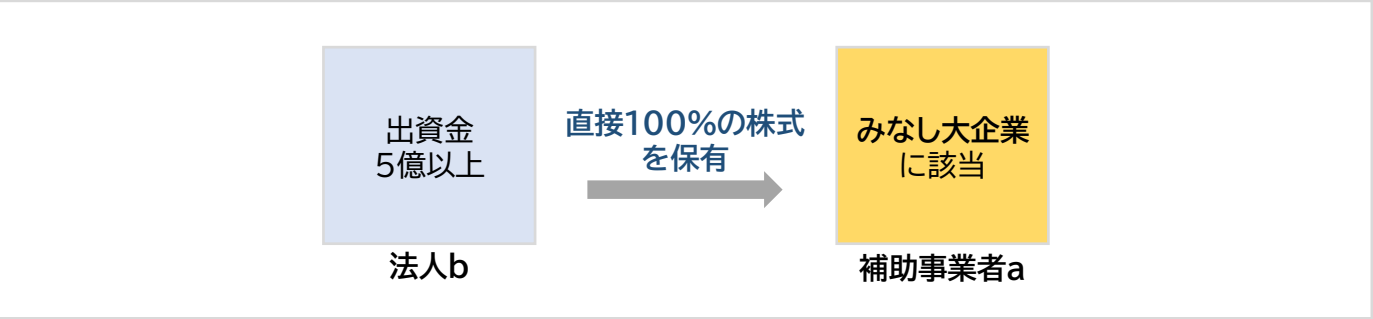 出資金
5億以上
直接100%の株式
を保有
みなし大企業
に該当
法人b
補助事業者a